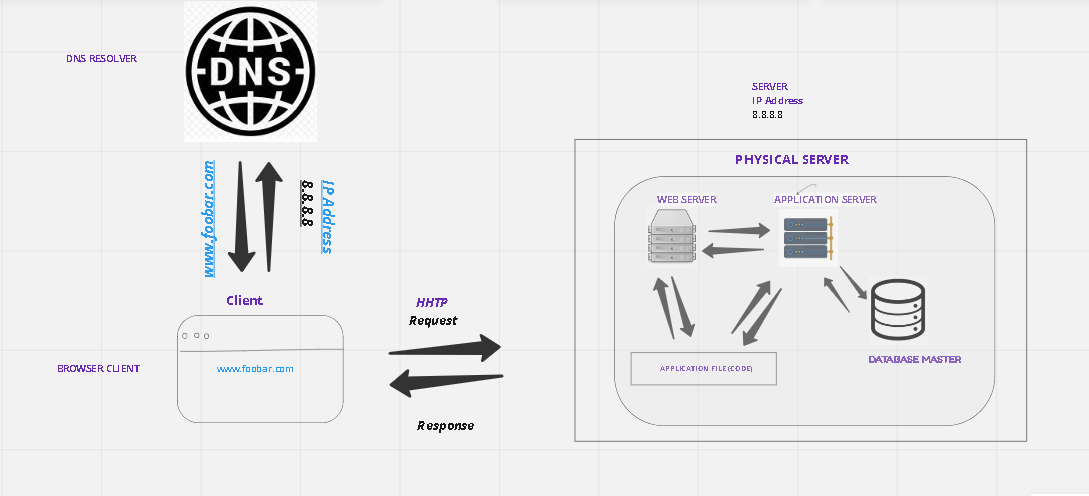 DNS
DNS RESOLVER
SERVER
IP Address
8.8.8.8
PHYSICAL SERVER
www.foobar.com
8.8.8.8
IP Address
WEB SERVER
APPLICATION SERVER
Client
HHTP
Request
www.foobar.com
BROWSER CLIENT
APPLICATION FILE(CODE)
DATABASE MASTER
Response